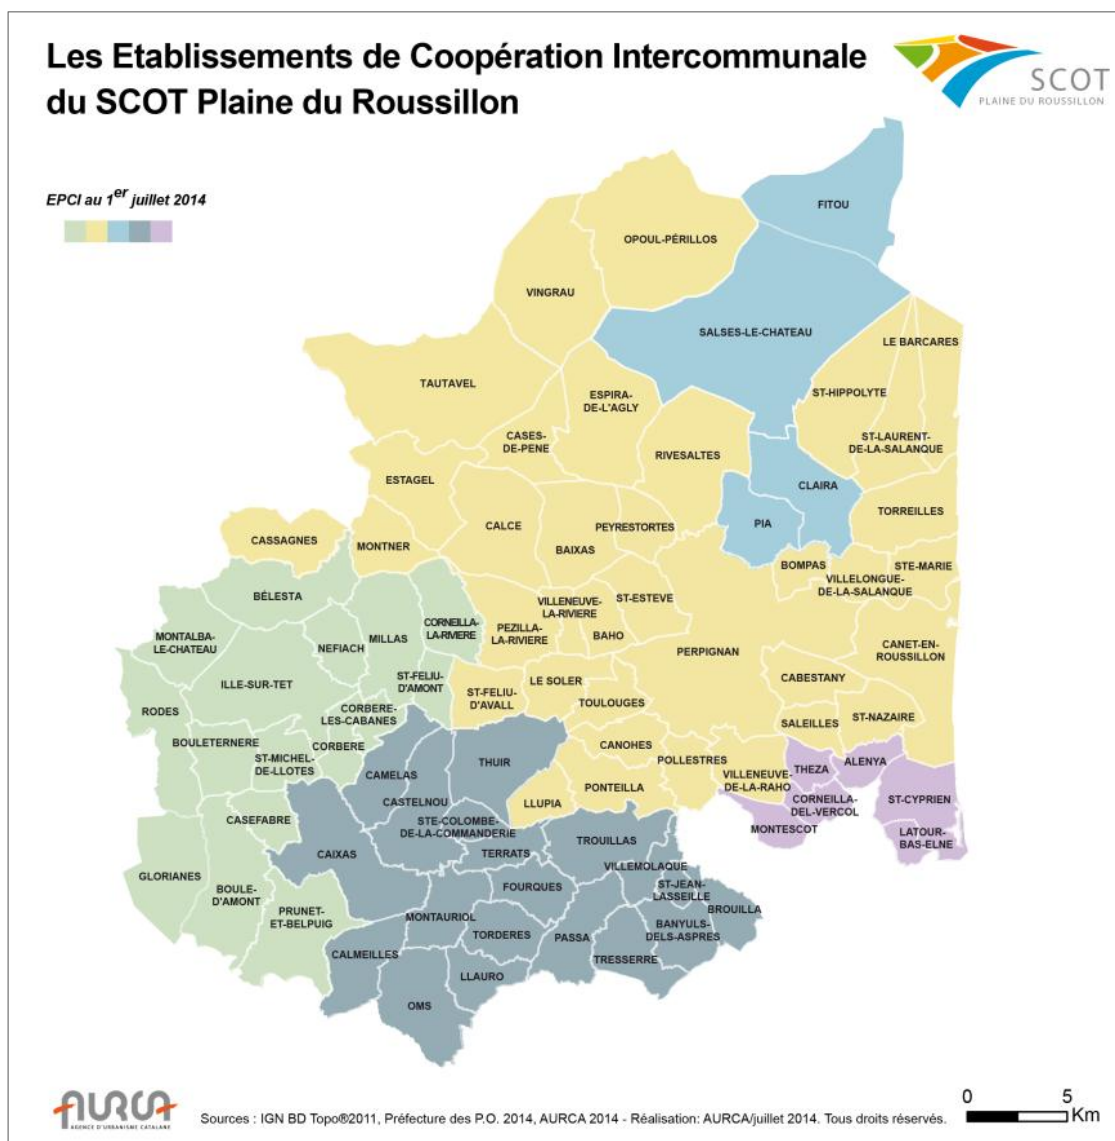 Les Etablissements de Coopération Intercommunale
du SCOT Plaine du Roussillon
SCOT
PLAINE DU ROUSSILLON
EPCI au 1er juillet 2014
FITOU
OPOUL-PÉRILLOS
VINGRAU
SALSES-LE-CHATEAU
LE BARCARES
TAUTAVEL
ESPIRA-
DE-L'AGLY
ST-HIPPOLYTE
CASES-
DE-PENE
ST-LAURENT-
DE-LA-SALANQUE
RIVESALTES
ESTAGEL
CLAIRA
TORREILLES
CALCE
PEYRESTORTES
PIA
CASSAGNES
MONTNER
BAIXAS
BOMPAS
STE-MARIE
VILLELONGUE-
DE-LA-SALANQUE
BÉLESTA
ST-ESTEVE
VILLENEUVE-
LA-RIVIERE
CORNEILLA-
LA-RIVIERE
PEZILLA-
LA-RIVIERE
BAHO
MONTALBA-
LE-CHATEAU
NEFIACH
MILLAS
PERPIGNAN
CANET-EN-
ROUSSILLON
ILLE-SUR-TET
ST-FELIU-
D'AMONT
LE SOLER
CABESTANY
ST-FELIU-
D'AVALL
TOULOUGES
RODES
CORBERE-
LES-CABANES
SALEILLES
ST-NAZAIRE
BOULETERNERE
CORBERE
CANOHES
ST-MICHEL-
DE-LLOTES
THUIR
POLLESTRES
ALENYA
CAMELAS
VILLENEUVE-
DE-LA-RAHO
THEZA
PONTEILLA
CASTELNOU
LLUPIA
CORNEILLA-
DEL-VERCOL
ST-CYPRIEN
CASEFABRE
STE-COLOMBE-
DE-LA-COMMANDERIE
MONTESCOT
LATOUR-
BAS-ELNE
TROUILLAS
CAIXAS
TERRATS
VILLEMOLAQUE
GLORIANES
FOURQUES
ST-JEAN-
LASSEILLE
BOULE-
D'AMONT
PRUNET-
ET-BELPUIG
MONTAURIOL
BROUILLA
BANYULS-
DELS-ASPRES
TORDERES
PASSA
CALMEILLES
TRESSERRE
LLAURO
OMS
AURCA
AGENCE D'URBANISME CATALANE
Sources : IGN BD Topo®2011, Préfecture des P.O. 2014, AURCA 2014 - Réalisation: AURCA/juillet 2014. Tous droits réservés.
0 5
Km